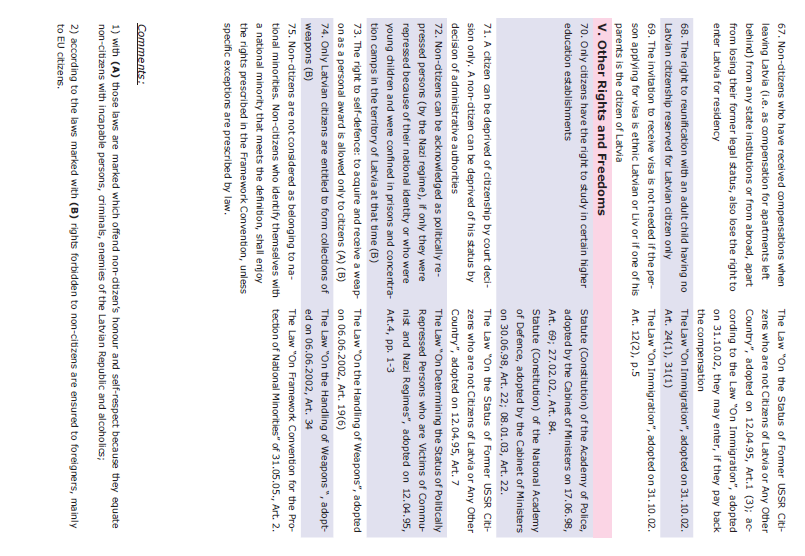 67. Non-citizens who have received compensations when
leaving Latvia (i.e., as compensation for apartments left
behind) from any state institutions or from abroad, apart
from losing their former legal status, also lose the right to
enter Latvia for residency
The Law "On the Status of Former USSR Citi-
zens who are not Citizens of Latvia or Any Other
Country", adopted on 12.04.95, Art.1 (3); ac-
cording to the Law "On Immigration", adopted
on 31.10.02, they may enter, if they pay back
the compensation
68. The right to reunification with an adult child having no
Latvian citizenship reserved for Latvian citizen only
The Law "On Immigration", adopted on 31.10.02.
Art. 24(1), 31(1)
69. The invitation to receive visa is not needed if the per-
son applying for visa is ethnic Latvian or Liv or if one of his
parents is the citizen of Latvia
The Law "On Immigration", adopted on 31.10.02.
Art. 12(2), p.5
V. Other Rights and Freedoms
70. Only citizens have the right to study in certain higher
education establishments
Statute (Constitution) of the Academy of Police,
adopted by the Cabinet of Ministers on 17.06.98,
Art. 69; 27.02.02., Art. 84.
Statute (Constitution) of the National Academy
of Defence, adopted by the Cabinet of Ministers
on 30.06.98, Art. 22; 08.01.03, Art. 22.
71. A citizen can be deprived of citizenship by court deci-
sion only. A non-citizen can be deprived of his status by
decision of administrative authorities
The Law "On the Status of Former USSR Citi-
zens who are not Citizens of Latvia or Any Other
Country", adopted on 12.04.95, Art. 7
72. Non-citizens can be acknowledged as politically re-
pressed persons (by the Nazi regime), if only they were
repressed because of their national identity or who were
young children and were confined in prisons and concentra-
tion camps in the territory of Latvia at that time (B)
The Law "On Determining the Status of Politically
Repressed Persons who are Victims of Commu-
nist and Nazi Regimes", adopted on 12.04.95,
Art.4, pp. 1-3
73. The right to self-defence: to acquire and receive a weap-
on as a personal award is allowed only to citizens (A) (B)
The Law "On the Handling of Weapons", adopted
on 06.06.2002, Art. 19(6)
74. Only Latvian citizens are entitled to form collections of
weapons (B)
The Law "On the Handling of Weapons ", adopt-
ed on 06.06.2002, Art. 34
75. Non-citizens are not considered as belonging to na-
tional minorities. Non-citizens who identify themselves with
a national minority that meets the definition, shall enjoy
the rights prescribed in the Framework Convention, unless
specific exceptions are prescribed by law.
The Law "On Framework Convention for the Pro-
tection of National Minorities" of 31.05.05., Art. 2.
Comments:
1) with (A) those laws are marked which offend non-citizen's honour and self-respect because they equate
non-citizens with incapable persons, criminals, enemies of the Latvian Republic and alcoholics;
2) according to the laws marked with (B) rights forbidden to non-citizens are ensured to foreigners, mainly
to EU citizens.